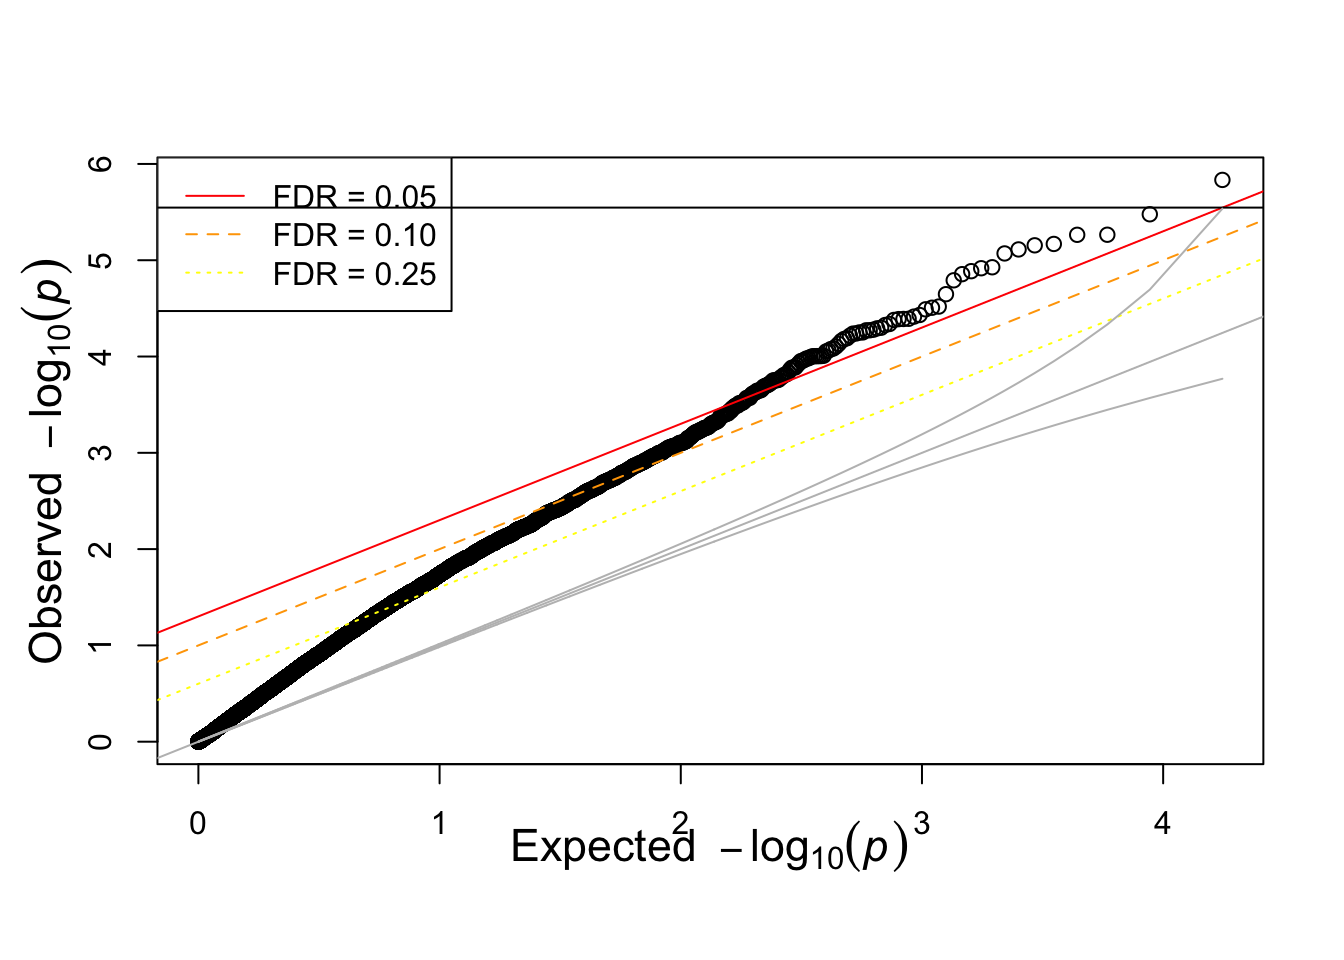 FDR = 0.05
FDR = 0.10
FDR = 0.25
Observed −log10(p)
6
5
4
3
2
1
0
0 1 2 3 4
Expected −log10(p)